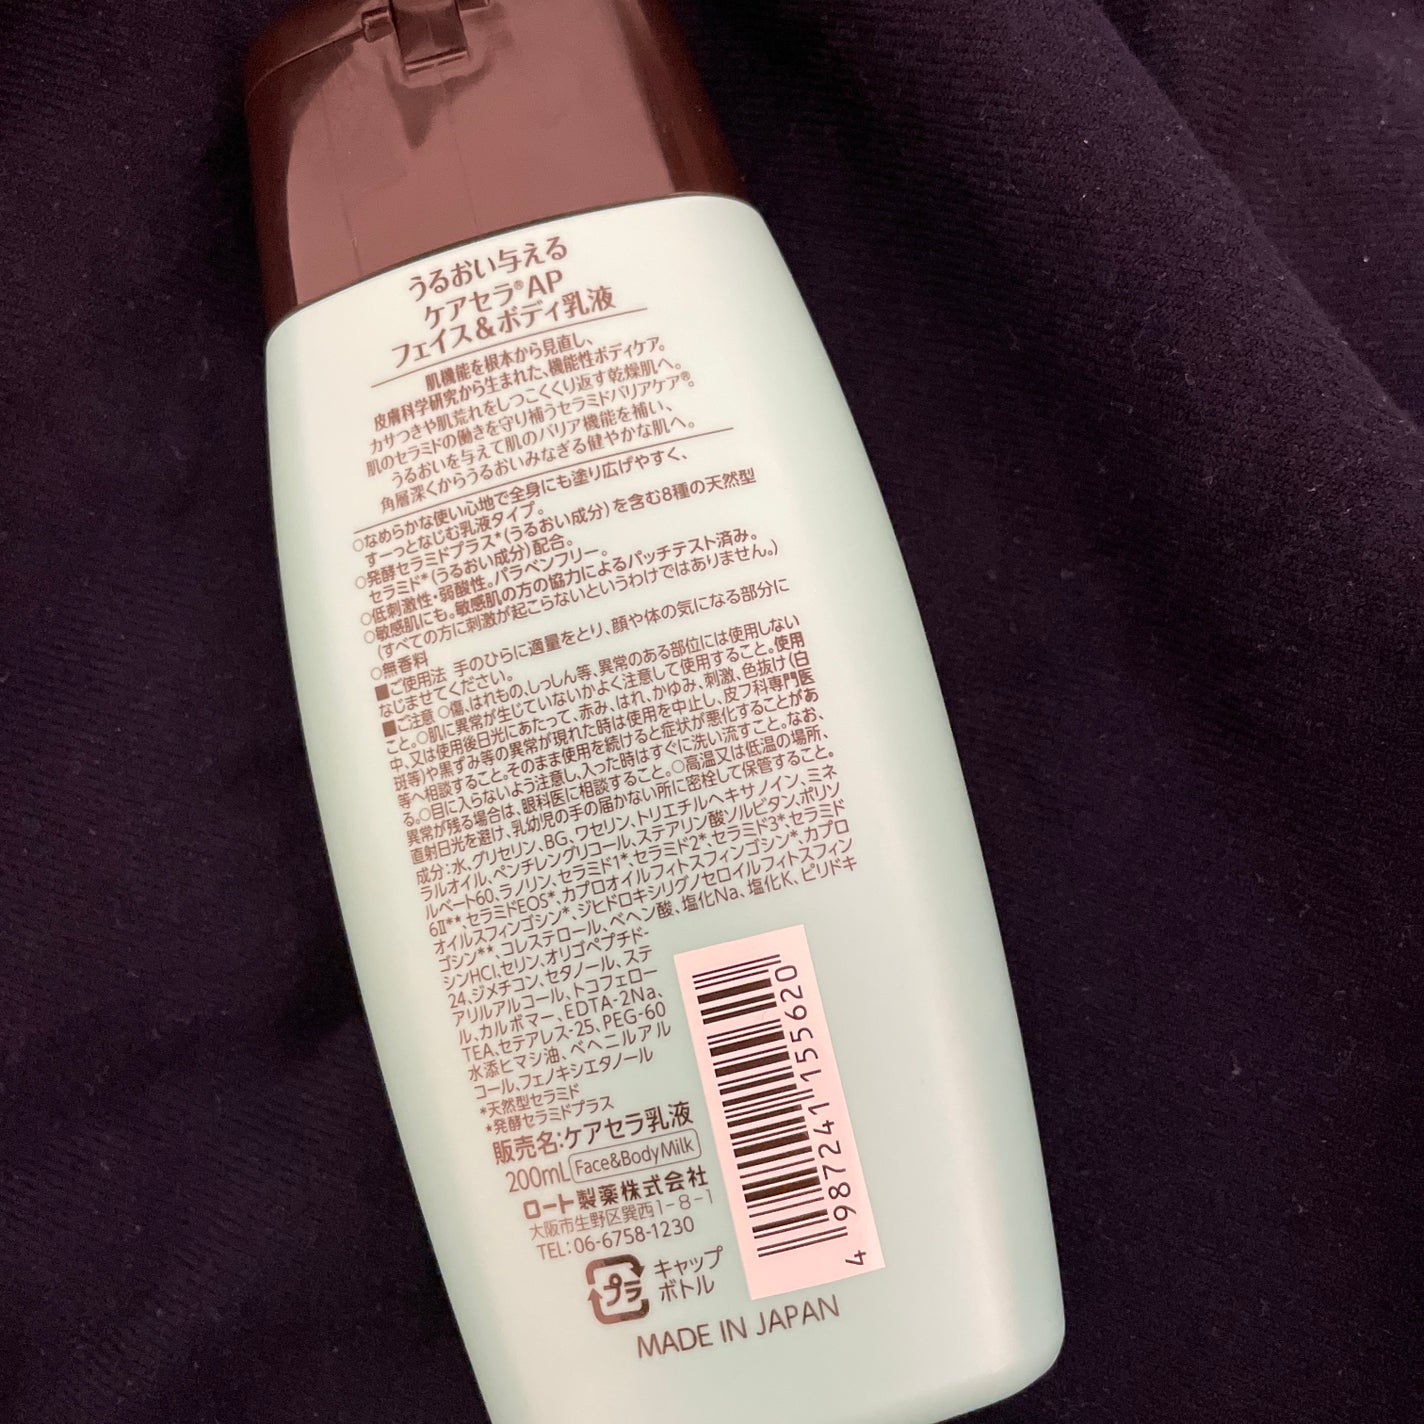 うるおい与える
ケアセラ®AP
フェイス&ボディ乳液
肌機能を根本から見直し、
皮膚科学研究から生まれた、機能性ボディケア。
カサつきや肌荒れをしつこくくり返す乾燥肌へ。
肌のセラミドの働きを守り補うセラミドバリアケア®。
うるおいを与えて肌のバリア機能を補い、
角層深くからうるおいみなぎる健やかな肌へ。
○なめらかな使い心地で全身にも塗り広げやすく、
すーっとなじむ乳液タイプ。
○発酵セラミドプラス*(うるおい成分)を含む8種の天然型
セラミド*(うるおい成分)配合。
○低刺激性・弱酸性。パラベンフリー。
○敏感肌にも。敏感肌の方の協力によるパッチテスト済み。
(すべての方に刺激が起こらないというわけではありません。)
○無香料
■ご使用法 手のひらに適量をとり、顔や体の気になる部分に
なじませてください。
■ご注意 ○傷、はれもの、しっしん等、異常のある部位には使用しない
こと。○肌に異常が生じていないかよく注意して使用すること。使用
中、又は使用後日光にあたって、赤み、はれ、かゆみ、刺激、色抜け(白
斑等)や黒ずみ等の異常が現れた時は使用を中止し、皮フ科専門医
等へ相談すること。そのまま使用を続けると症状が悪化することがあ
る。○目に入らないよう注意し、入った時はすぐに洗い流すこと。なお、
異常が残る場合は、眼科医に相談すること。○高温又は低温の場所、
直射日光を避け、乳幼児の手の届かない所に密栓して保管すること。
成分:水、グリセリン、BG、ワセリン、トリエチルヘキサノイン、ミネ
ラルオイル、ペンチレングリコール、ステアリン酸ソルビタン、ポリソ
ルベート60、ラノリン、セラミド1*、セラミド2*、セラミド3*、セラミド
6Ⅱ**、セラミドEOS*、カプロオイルフィトスフィンゴシン*、カプロ
オイルスフィンゴシン*、ジヒドロキシリグノセロイルフィトスフィン
ゴシン**、コレステロール、ベヘン酸、塩化Na、塩化K、ピリドキ
シンHCI、セリン、オリゴペプチド-
24、ジメチコン、セタノール、ステ
アリルアルコール、トコフェロー
ル、カルボマー、EDTA-2Na、
TEA、セテアレス-25、PEG-60
水添ヒマシ油、ベヘニルアル
コール、フェノキシエタノール
*天然型セラミド
*発酵セラミドプラス
販売名:ケアセラ乳液
200mL Face&BodyMilk
ロート製薬株式会社
大阪市生野区巽西1-8-1
TEL:06-6758-1230
プラ キャップ
ボトル
MADE IN JAPAN
4 987241 155620